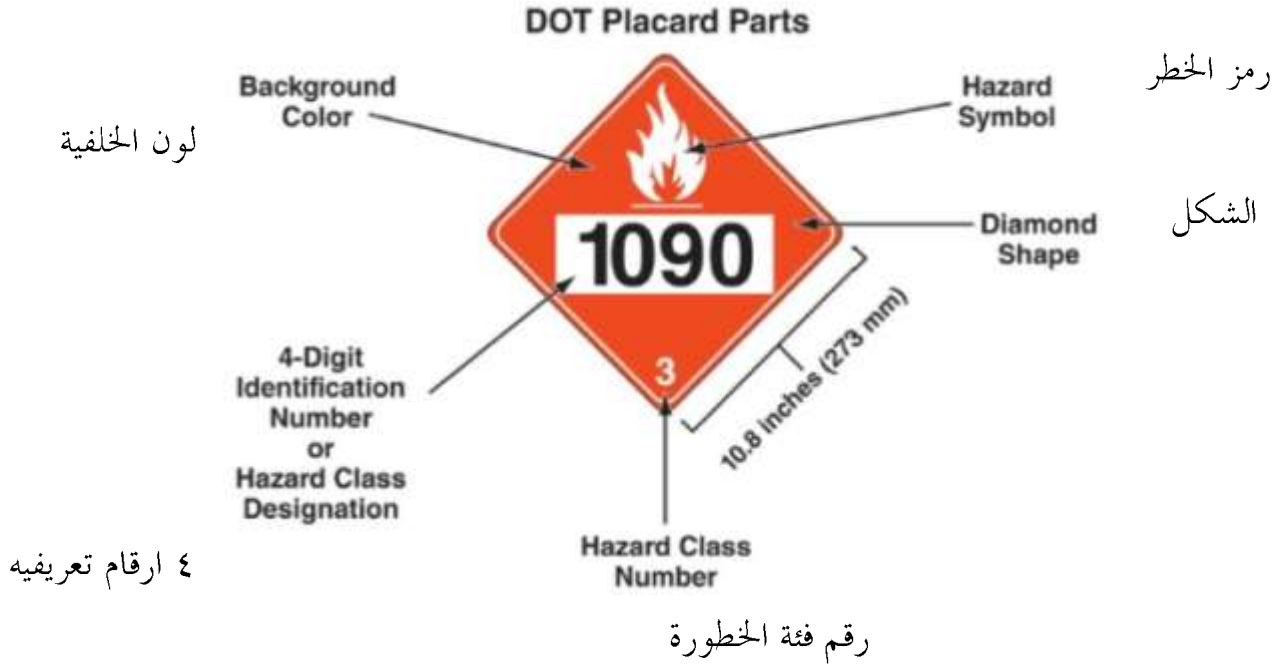 DOT Placard Parts
Background
Color
لون الخلفية
Hazard
Symbol
رمز الخطر
1090
Diamond
Shape
الشكل
10.8 inches (273 mm)
4-Digit
Identification
Number
or
Hazard Class
Designation
٤ ارقام تعريفيه
3
Hazard Class
Number
رقم فئة الخطورة